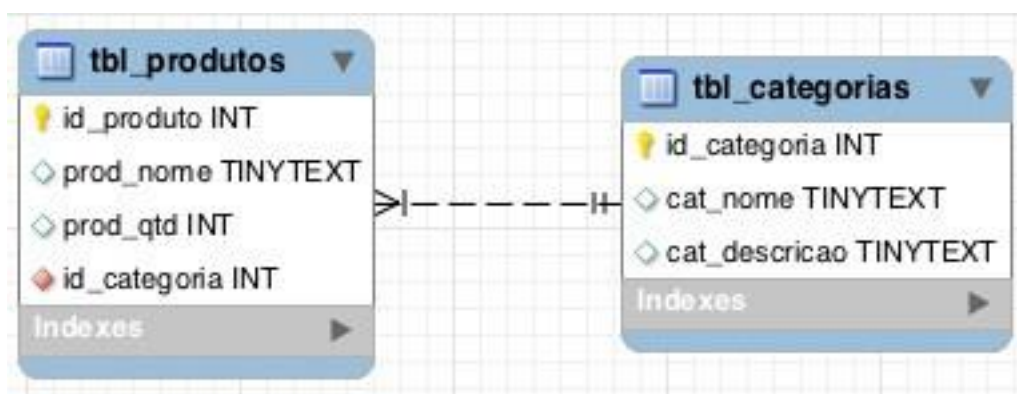 tbl_produtos
id_produto INT
prod_nome TINYTEXT
prod_qtd INT
id_categoria INT
Indexes
tbl_categorias
id_categoria INT
cat_nome TINYTEXT
cat_descricao TINYTEXT
Indexes